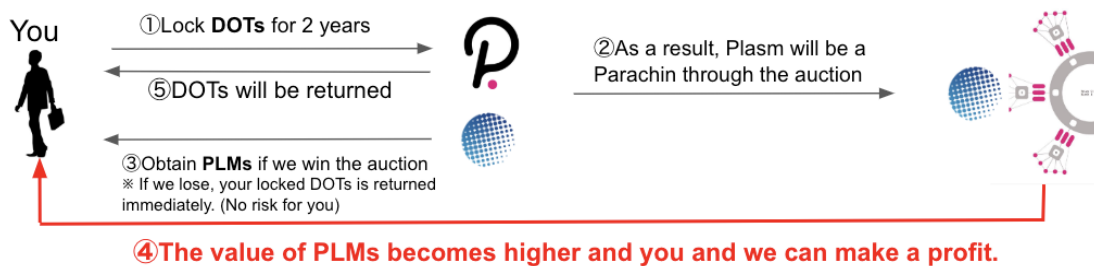 You
①Lock DOTs for 2 years
⑤DOTs will be returned
②As a result, Plasm will be a
Parachin through the auction
③Obtain PLMs if we win the auction
※ If we lose, your locked DOTs is returned
immediately. (No risk for you)
④The value of PLMs becomes higher and you and we can make a profit.